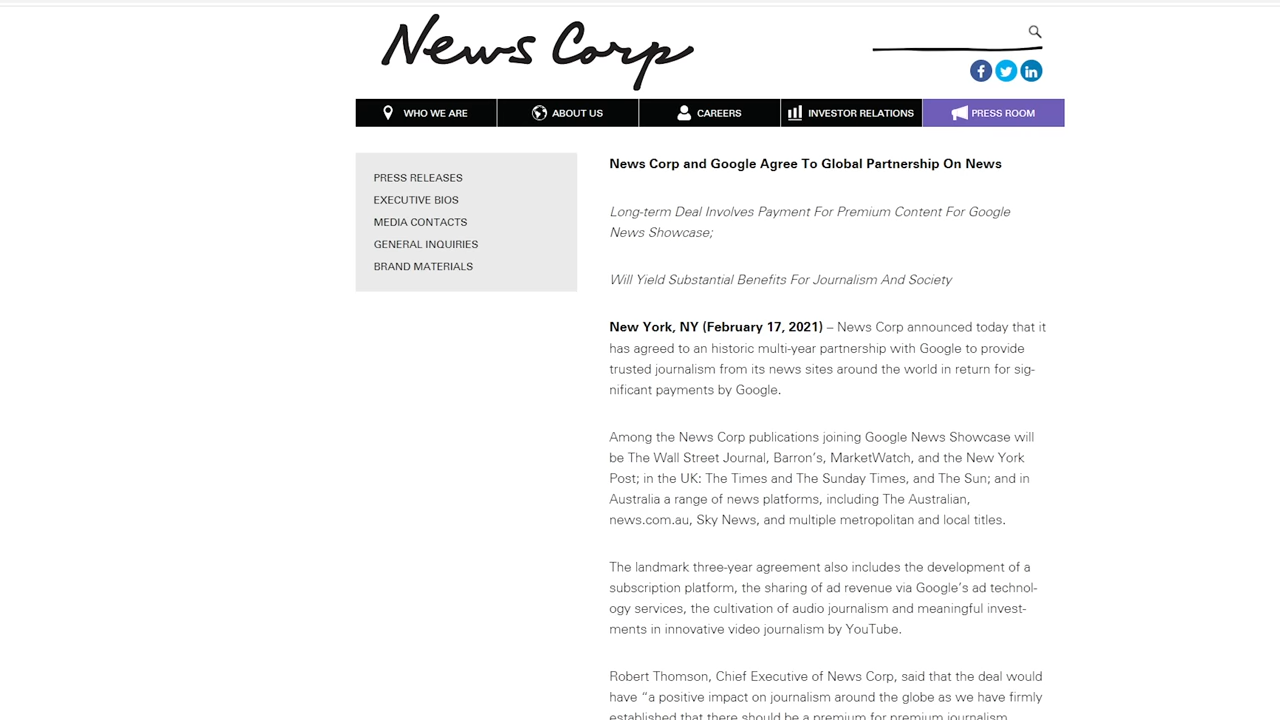 News Corp
WHO WE ARE
ABOUT US
CAREERS
INVESTOR RELATIONS
PRESS ROOM
PRESS RELEASES
EXECUTIVE BIOS
MEDIA CONTACTS
GENERAL INQUIRIES
BRAND MATERIALS
News Corp and Google Agree To Global Partnership On News
Long-term Deal Involves Payment For Premium Content For Google
News Showcase;
Will Yield Substantial Benefits For Journalism And Society
New York, NY (February 17, 2021) – News Corp announced today that it
has agreed to an historic multi-year partnership with Google to provide
trusted journalism from its news sites around the world in return for sig-
nificant payments by Google.
Among the News Corp publications joining Google News Showcase will
be The Wall Street Journal, Barron’s, MarketWatch, and the New York
Post; in the UK: The Times and The Sunday Times, and The Sun; and in
Australia a range of news platforms, including The Australian,
news.com.au, Sky News, and multiple metropolitan and local titles.
The landmark three-year agreement also includes the development of a
subscription platform, the sharing of ad revenue via Google’s ad technol-
ogy services, the cultivation of audio journalism and meaningful invest-
ments in innovative video journalism by YouTube.
Robert Thomson, Chief Executive of News Corp, said that the deal would
have “a positive impact on journalism around the globe as we have firmly
established that there should be a premium for premium journalism